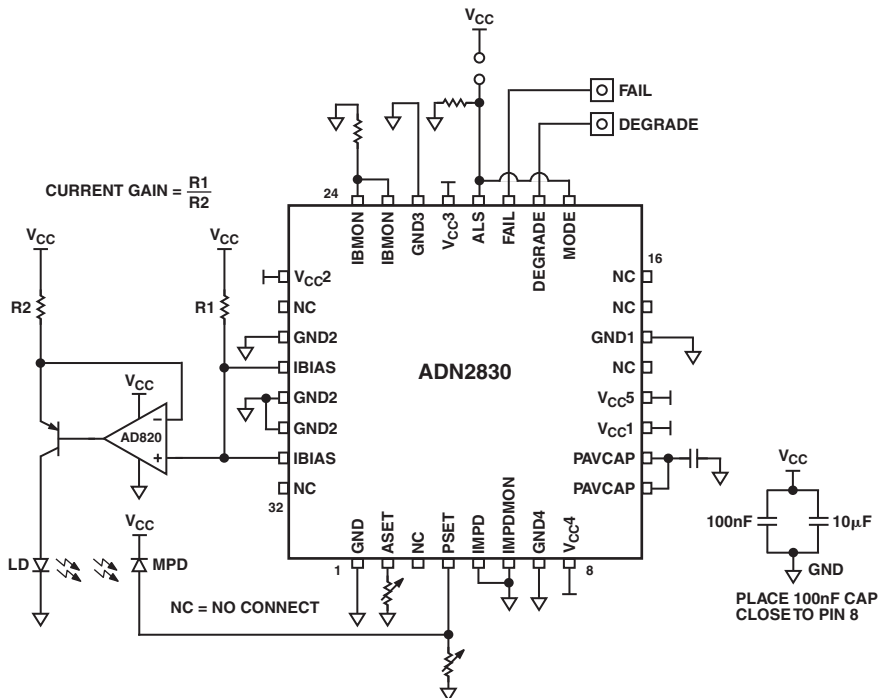 VCC
FAIL
DEGRADE
CURRENT GAIN = R1
R2
24
IBMON
IBMON
GND3
VCC3
ALS
FAIL
DEGRADE
MODE
VCC
VCC
R2
R1
VCC2
NC
GND2
IBIAS
GND2
GND2
IBIAS
NC
32
16
NC
NC
GND1
NC
VCC5
VCC1
PAVCAP
PAVCAP
ADN2830
VCC
AD820
−
+
VCC
LD
MPD
1
GND
ASET
NC
PSET
IMPD
IMPDMON
GND4
VCC4
8
NC = NO CONNECT
VCC
100nF
10μF
GND
PLACE 100nF CAP
CLOSE TO PIN 8